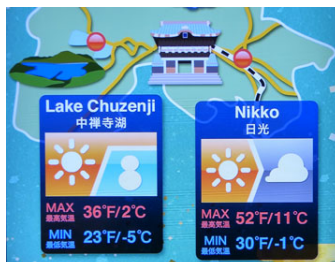 Lake Chuzenji
中禅寺湖
MAX 36°F/2°C
最高気温
MIN 23°F/-5°C
最低気温
Nikko
日光
MAX 52°F/11°C
最高気温
MIN 30°F/-1°C
最低気温